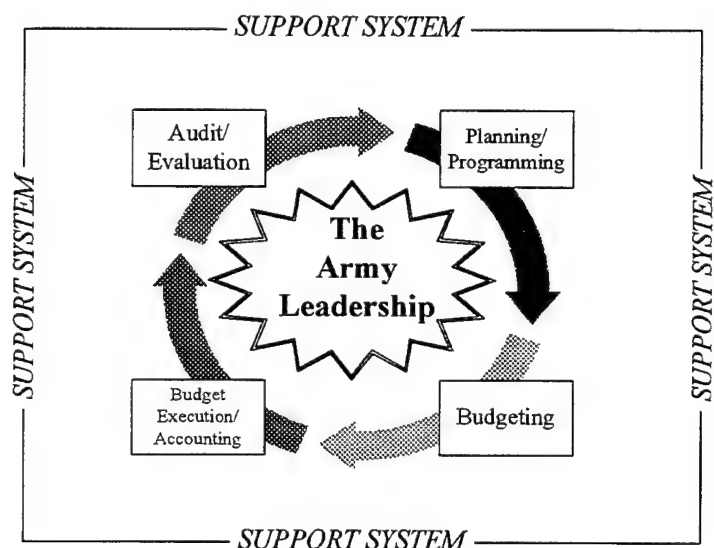 SUPPORT SYSTEM
Audit/
Evaluation
Planning/
Programming
SUPPORT SYSTEM
The
Army
Leadership
SUPPORT SYSTEM
Budget
Execution/
Accounting
Budgeting
SUPPORT SYSTEM